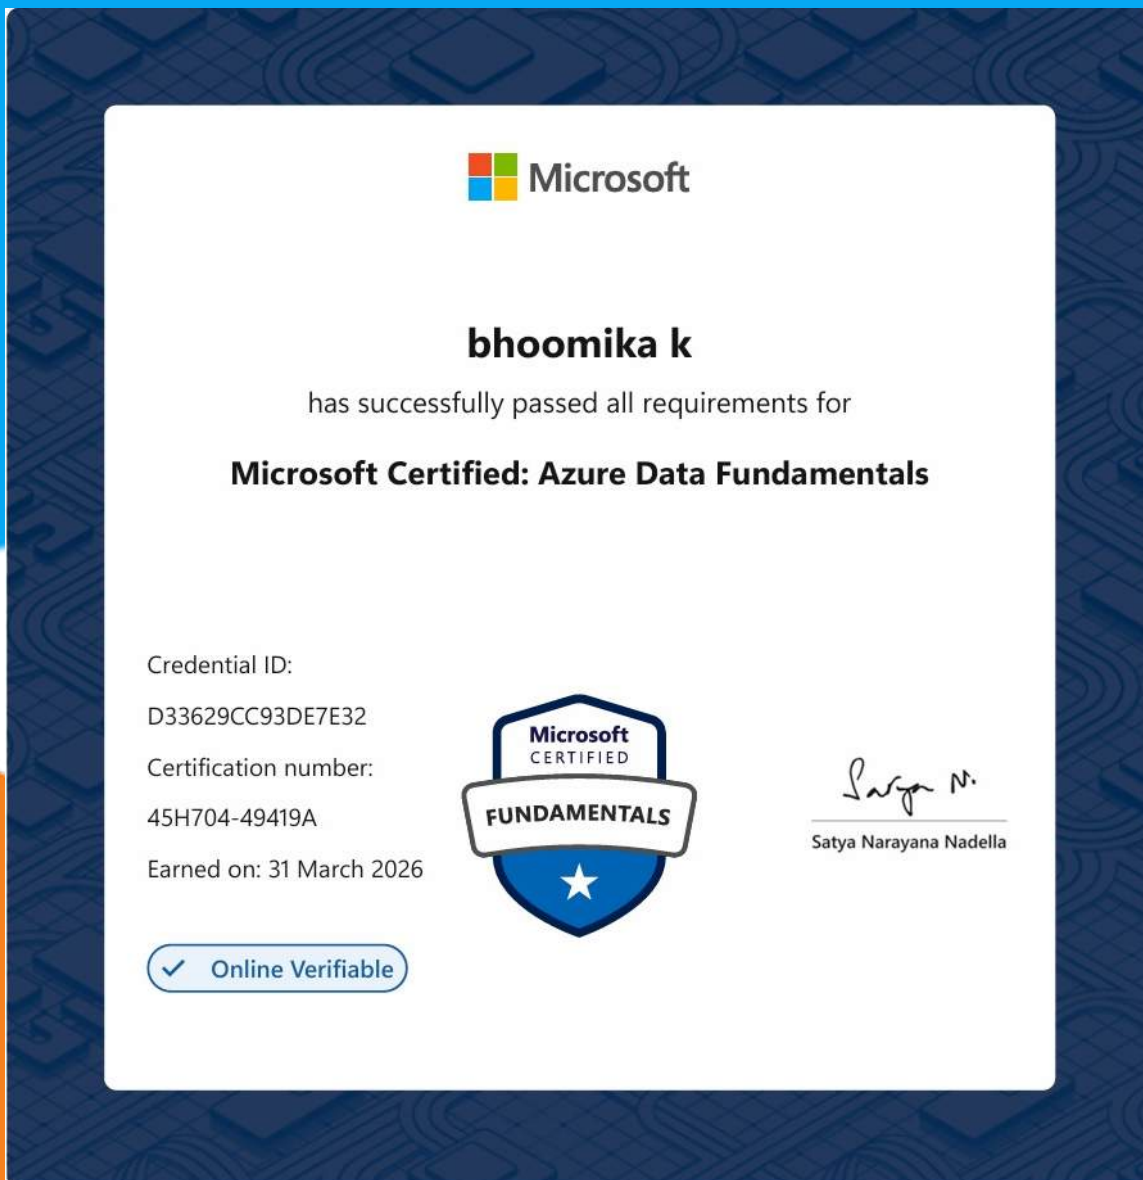 Microsoft
bhoomika k
has successfully passed all requirements for
Microsoft Certified: Azure Data Fundamentals
Credential ID:
D33629CC93DE7E32
Certification number:
45H704-49419A
Earned on: 31 March 2026
Online Verifiable
Microsoft
CERTIFIED
FUNDAMENTALS
Satya N.
Satya Narayana Nadella